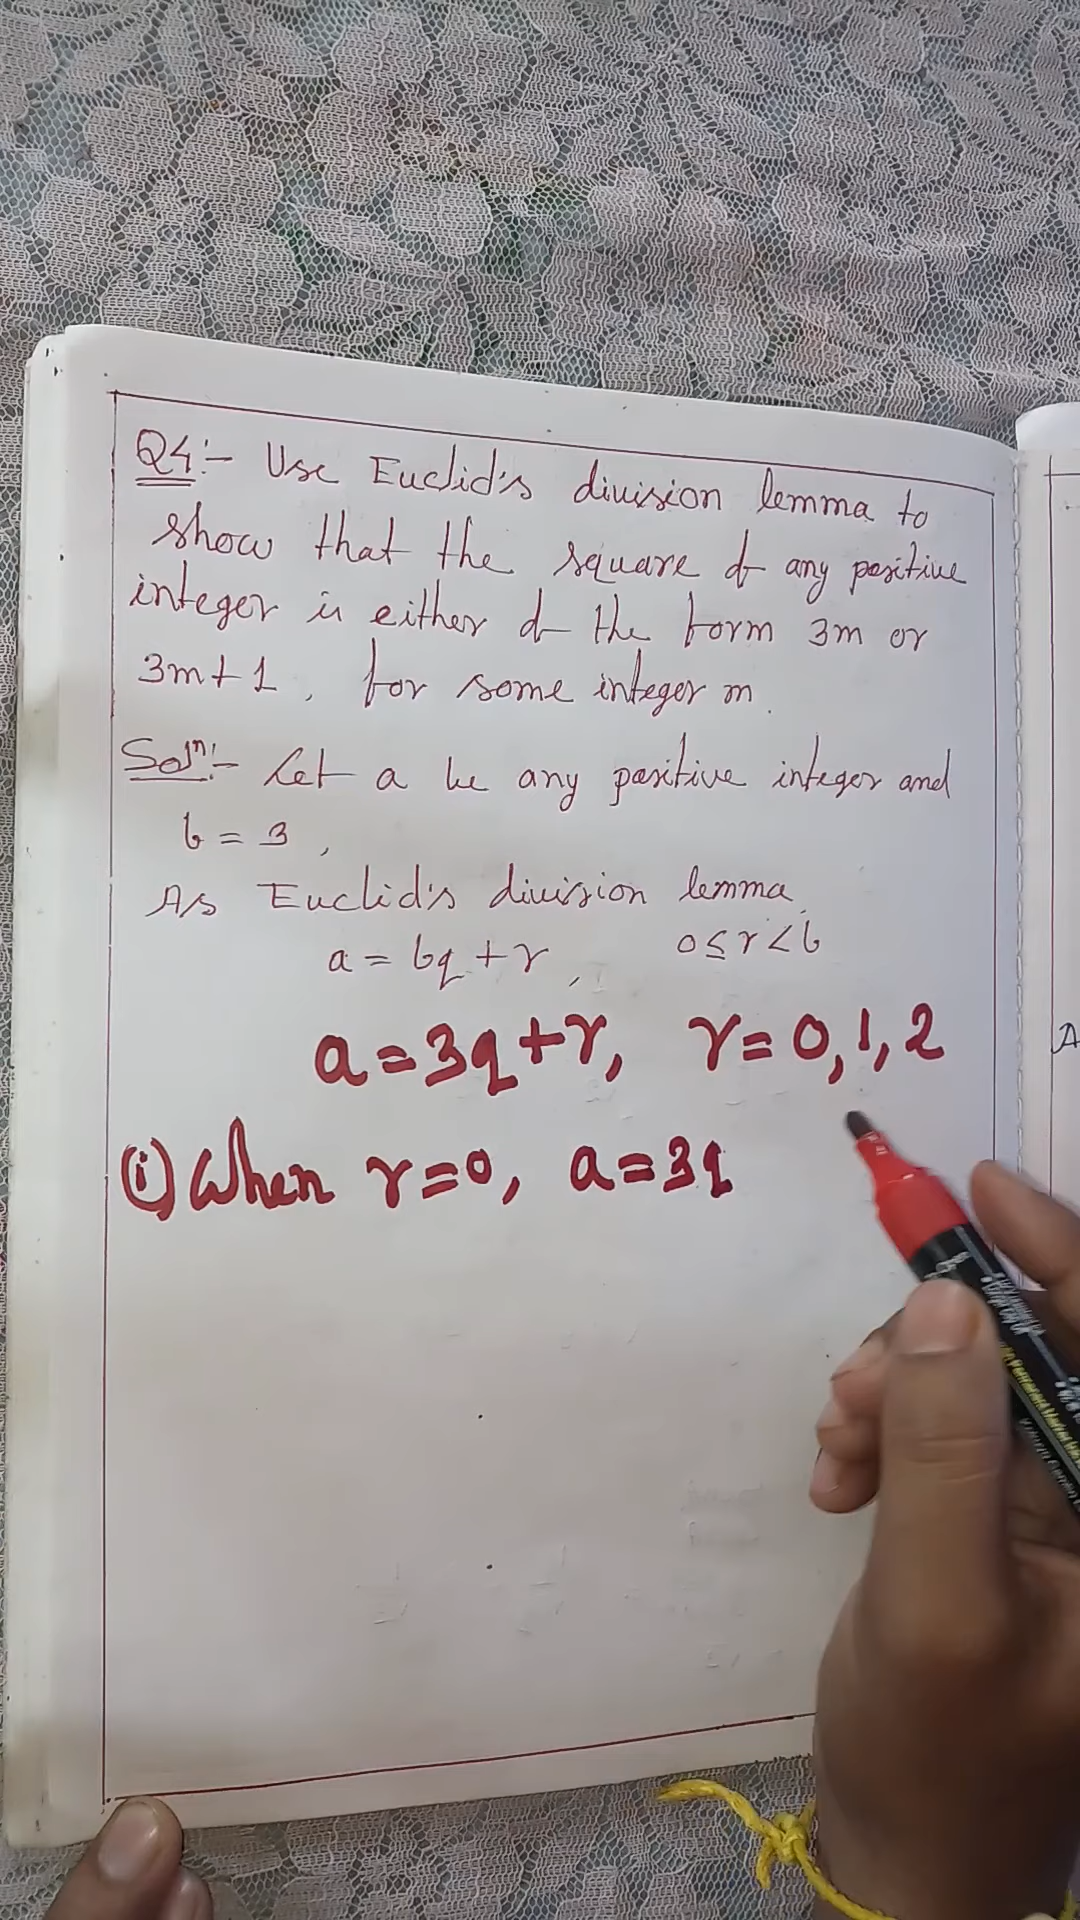 Q4:- Use Euclid's division lemma to
show that the square of any positive
integer is either of the form 3m or
3m+1, for some integer m.
Solⁿ:- Let a be any positive integer and
b = 3,
As Euclid's division lemma,
a = bq + r, 0 ≤ r < b
a = 3q + r, r = 0, 1, 2
(i) When r = 0, a = 3q